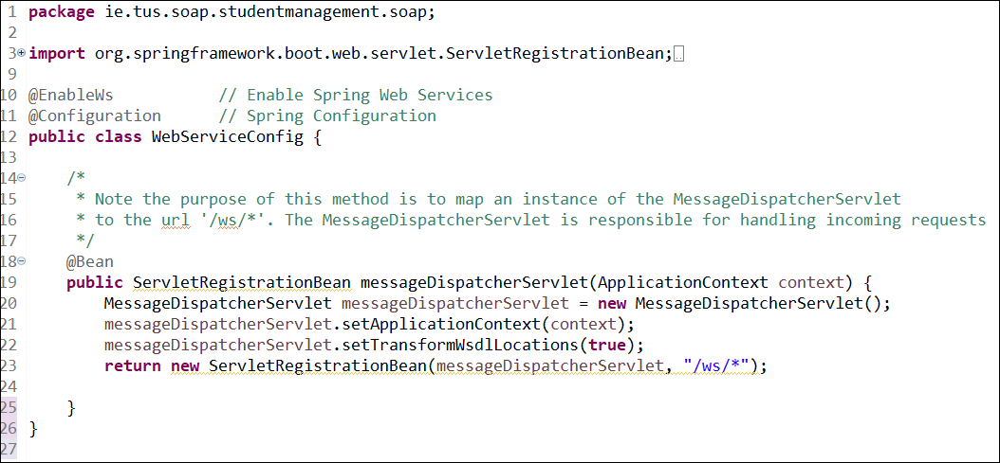 1 package ie.tus.soap.studentmanagement.soap;
2
3 import org.springframework.boot.web.servlet.ServletRegistrationBean;
9
10 @EnableWs           // Enable Spring Web Services
11 @Configuration      // Spring Configuration
12 public class WebServiceConfig {
13
14     /*
15      * Note the purpose of this method is to map an instance of the MessageDispatcherServlet
16      * to the url '/ws/*'. The MessageDispatcherServlet is responsible for handling incoming requests
17      */
18     @Bean
19     public ServletRegistrationBean messageDispatcherServlet(ApplicationContext context) {
20         MessageDispatcherServlet messageDispatcherServlet = new MessageDispatcherServlet();
21         messageDispatcherServlet.setApplicationContext(context);
22         messageDispatcherServlet.setTransformWsdlLocations(true);
23         return new ServletRegistrationBean(messageDispatcherServlet, "/ws/*");
24
25     }
26 }
27